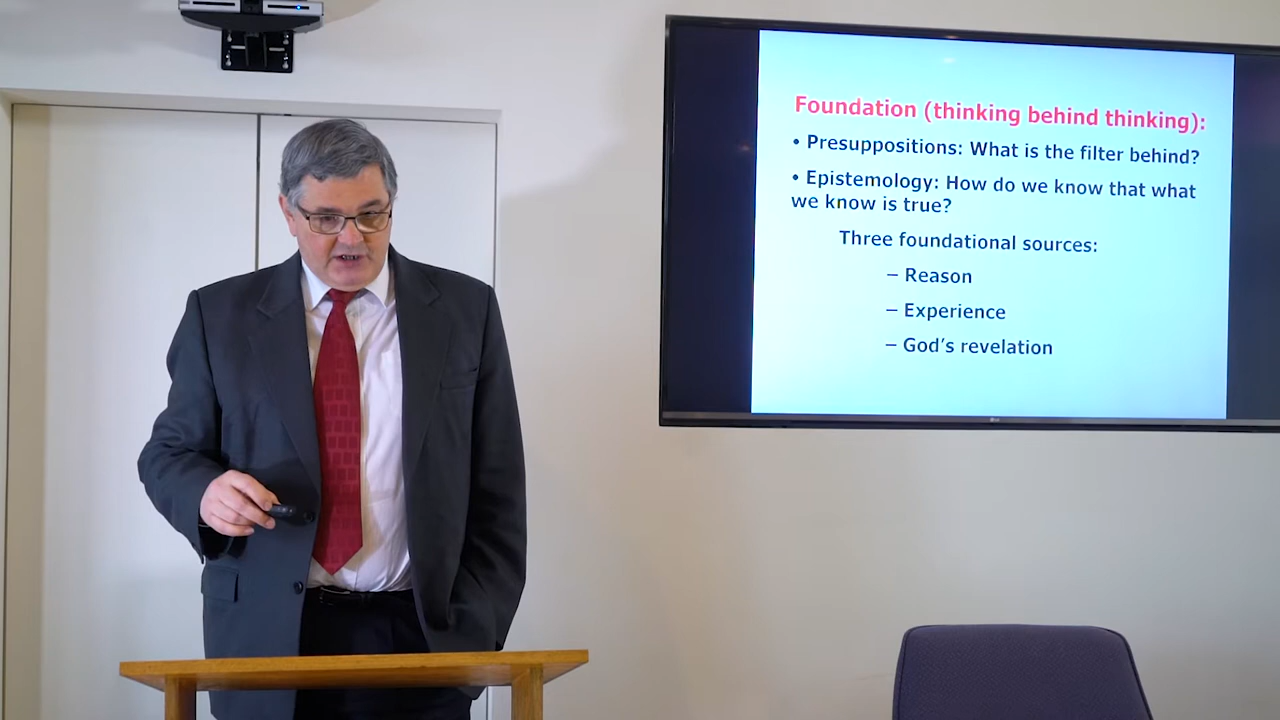 Foundation (thinking behind thinking):
• Presuppositions: What is the filter behind?
• Epistemology: How do we know that what
we know is true?
Three foundational sources:
– Reason
– Experience
– God’s revelation
LG